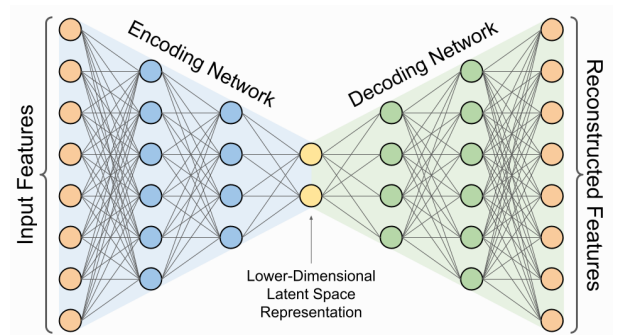 Encoding Network
Decoding Network
Input Features
Reconstructed Features
Lower-Dimensional
Latent Space
Representation